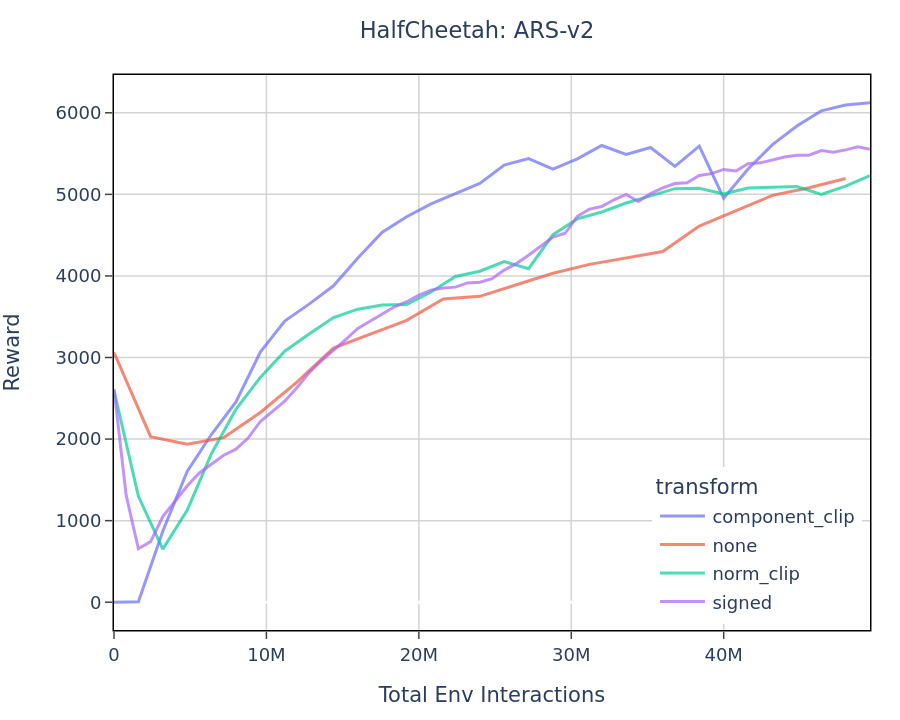 HalfCheetah: ARS-v2
Reward
6000
5000
4000
3000
2000
1000
0
transform
component_clip
none
norm_clip
signed
0
10M
20M
30M
40M
Total Env Interactions